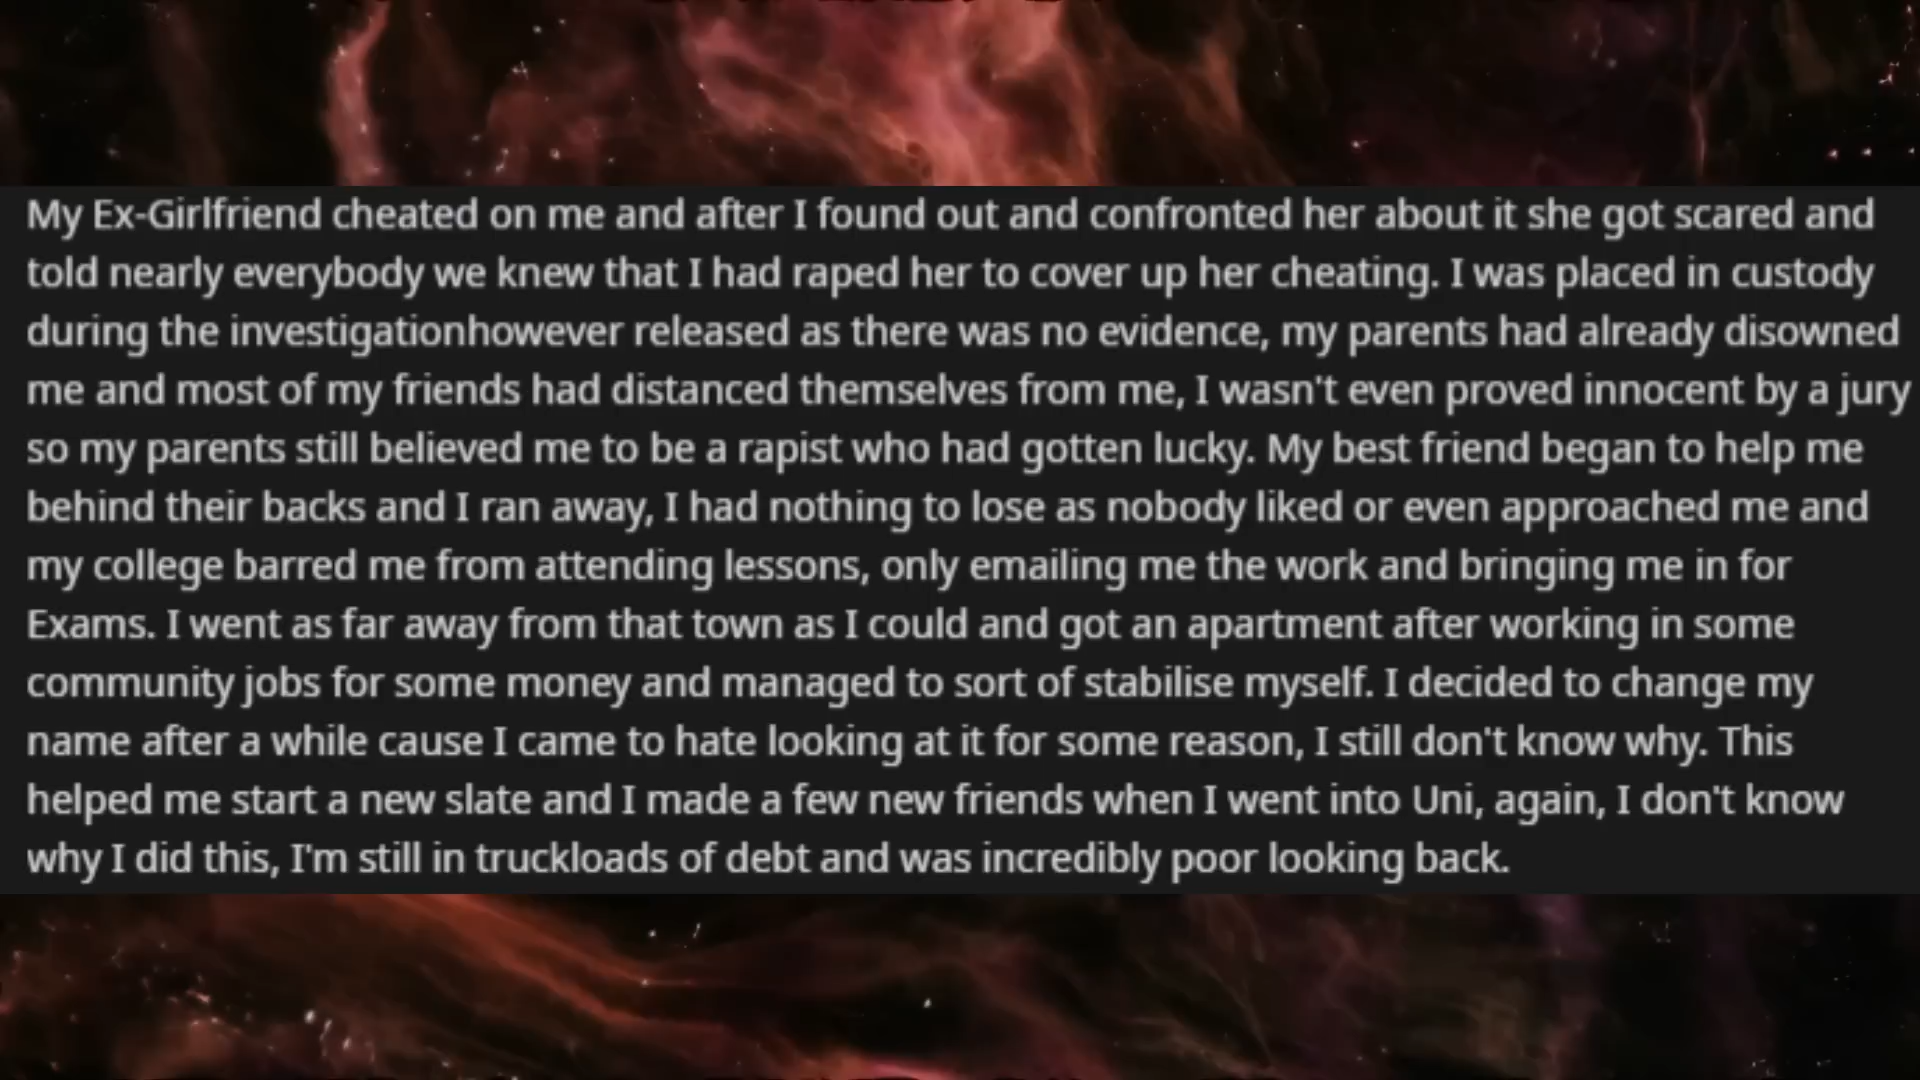 My Ex-Girlfriend cheated on me and after I found out and confronted her about it she got scared and
told nearly everybody we knew that I had raped her to cover up her cheating. I was placed in custody
during the investigationhowever released as there was no evidence, my parents had already disowned
me and most of my friends had distanced themselves from me, I wasn't even proved innocent by a jury
so my parents still believed me to be a rapist who had gotten lucky. My best friend began to help me
behind their backs and I ran away, I had nothing to lose as nobody liked or even approached me and
my college barred me from attending lessons, only emailing me the work and bringing me in for
Exams. I went as far away from that town as I could and got an apartment after working in some
community jobs for some money and managed to sort of stabilise myself. I decided to change my
name after a while cause I came to hate looking at it for some reason, I still don't know why. This
helped me start a new slate and I made a few new friends when I went into Uni, again, I don't know
why I did this, I'm still in truckloads of debt and was incredibly poor looking back.